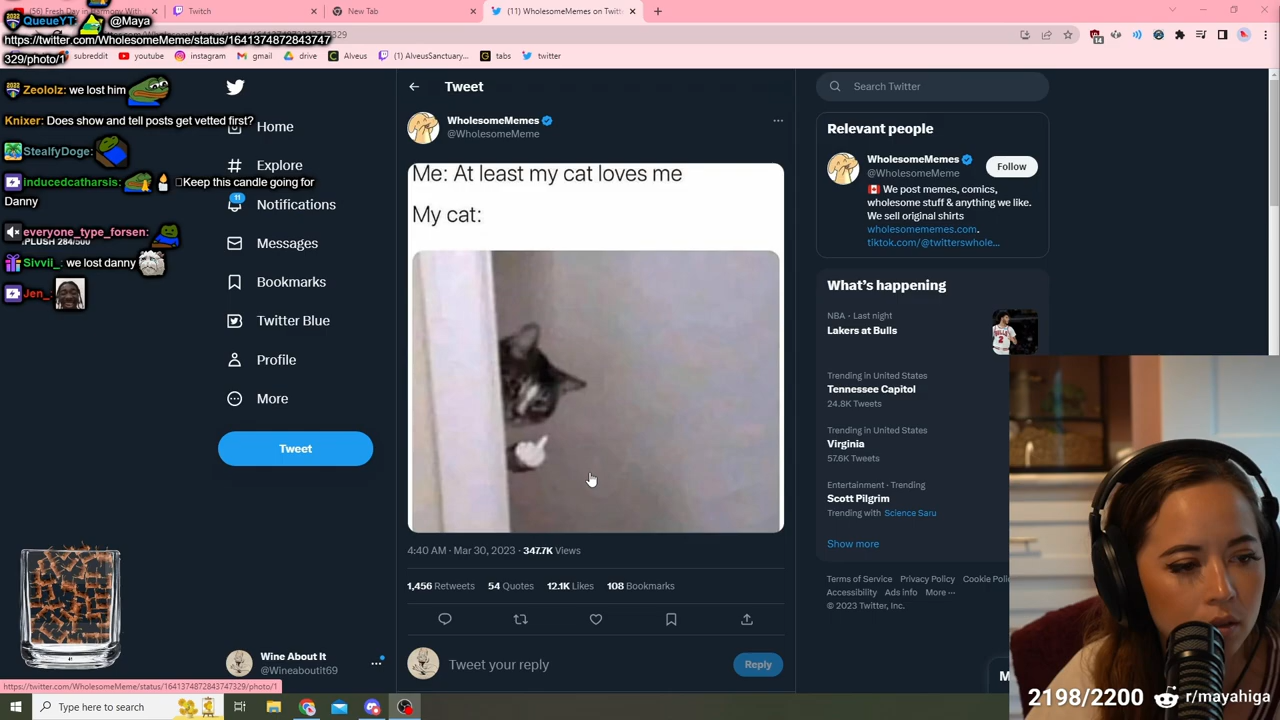 Twitch
New Tab
(11) WholesomeMemes on Twitt
QueueYT
@Maya
https://twitter.com/WholesomeMeme/status/16413748728437
47
329/photo/1
subreddit
youtube
instagram
gmail
drive
Alveus
(1) AlveusSanctuary...
tabs
twitter
Zeololz: we lost him
Knixer: Does show and tell posts get vetted first?
StealfyDoge:
inducedcatharsis: Keep this candle going for
Danny
everyone_type_forsen:
PLUSH 284/500
Sivvii_: we lost danny
Jen_:
Home
Explore
11
Notifications
Messages
Bookmarks
Twitter Blue
Profile
More
Tweet
Wine About It
@Wineaboutit69
Tweet
WholesomeMemes
@WholesomeMeme
Me: At least my cat loves me
My cat:
4:40 AM · Mar 30, 2023 · 347.7K Views
1,456 Retweets 54 Quotes 12.1K Likes 108 Bookmarks
Tweet your reply
Reply
Search Twitter
Relevant people
WholesomeMemes
@WholesomeMeme
Follow
We post memes, comics,
wholesome stuff & anything we like.
We sell original shirts
wholesomememes.com.
tiktok.com/@twitterswhole...
What's happening
NBA · Last night
Lakers at Bulls
Trending in United States
Tennessee Capitol
24.8K Tweets
Trending in United States
Virginia
57.6K Tweets
Entertainment · Trending
Scott Pilgrim
Trending with Science Saru
Show more
Terms of Service Privacy Policy Cookie Poli
Accessibility Ads info More ···
© 2023 Twitter, Inc.
https://twitter.com/WholesomeMeme/status/1641374872843747329/photo/1
Type here to search
2198/2200 r/mayahiga